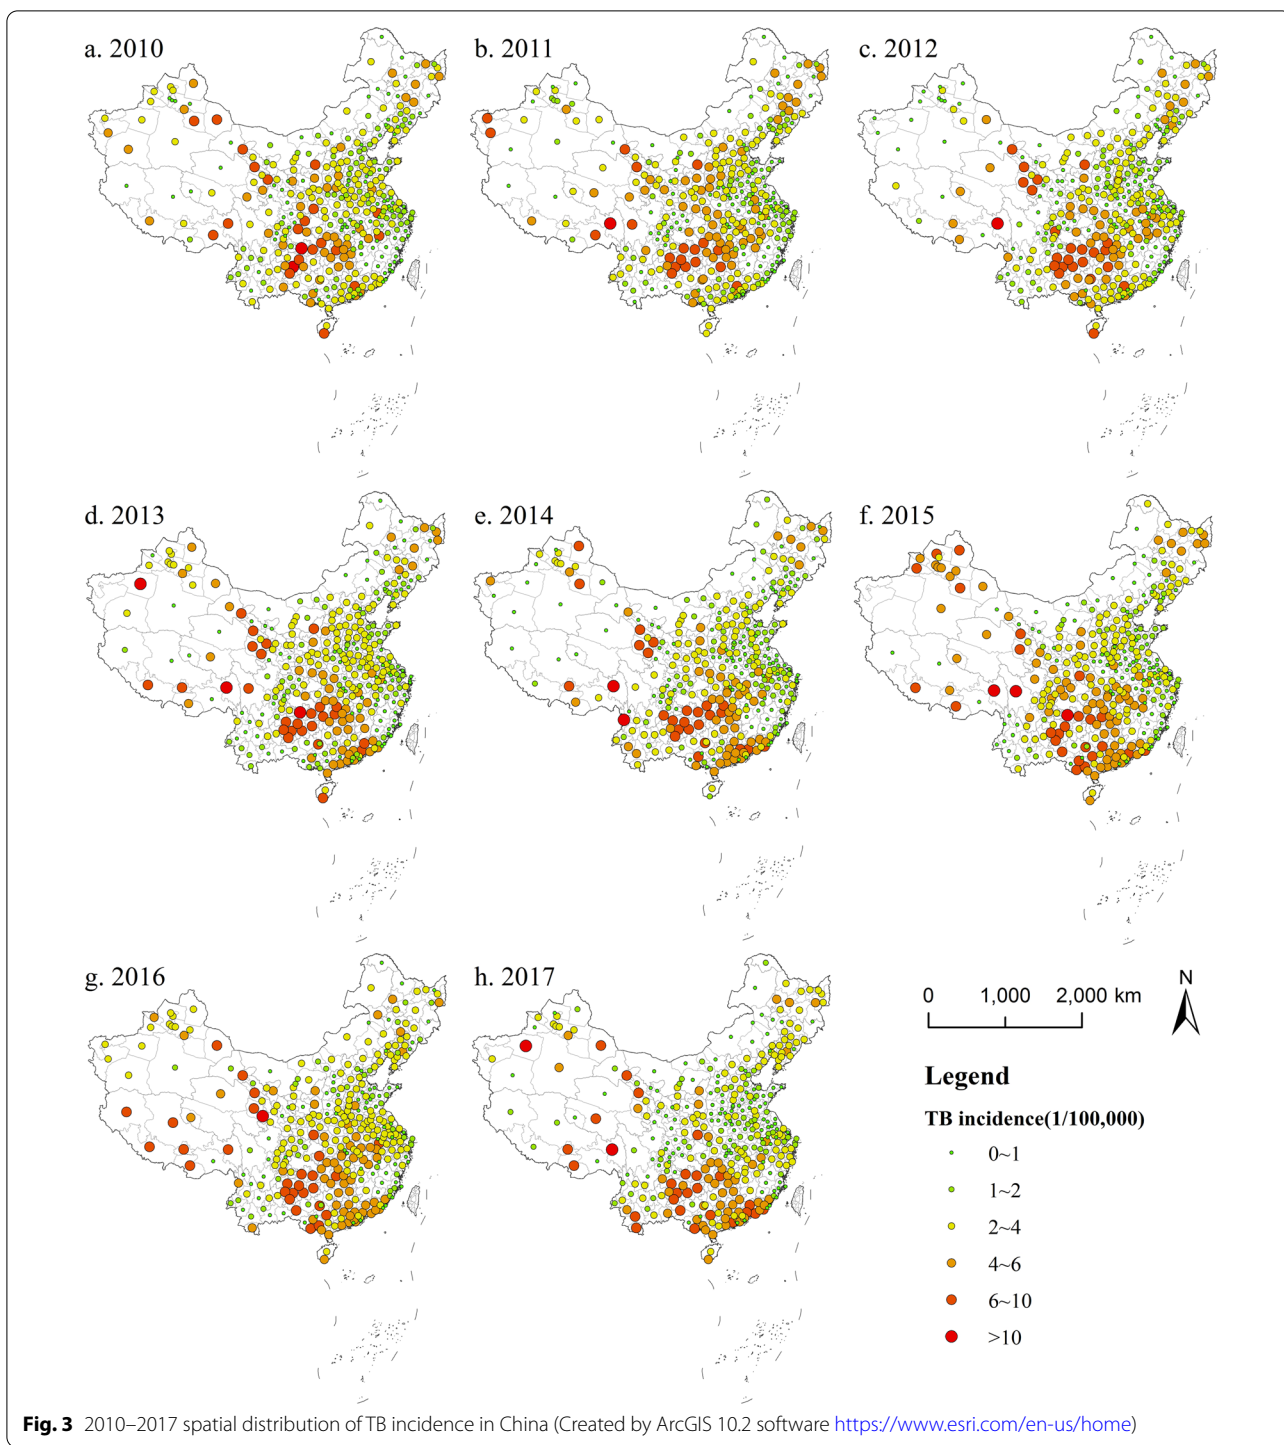 a. 2010
b. 2011
c. 2012
d. 2013
e. 2014
f. 2015
g. 2016
h. 2017
0 1,000 2,000 km
N
Legend
TB incidence(1/100,000)
0~1
1~2
2~4
4~6
6~10
>10
Fig. 3 2010–2017 spatial distribution of TB incidence in China (Created by ArcGIS 10.2 software https://www.esri.com/en-us/home)